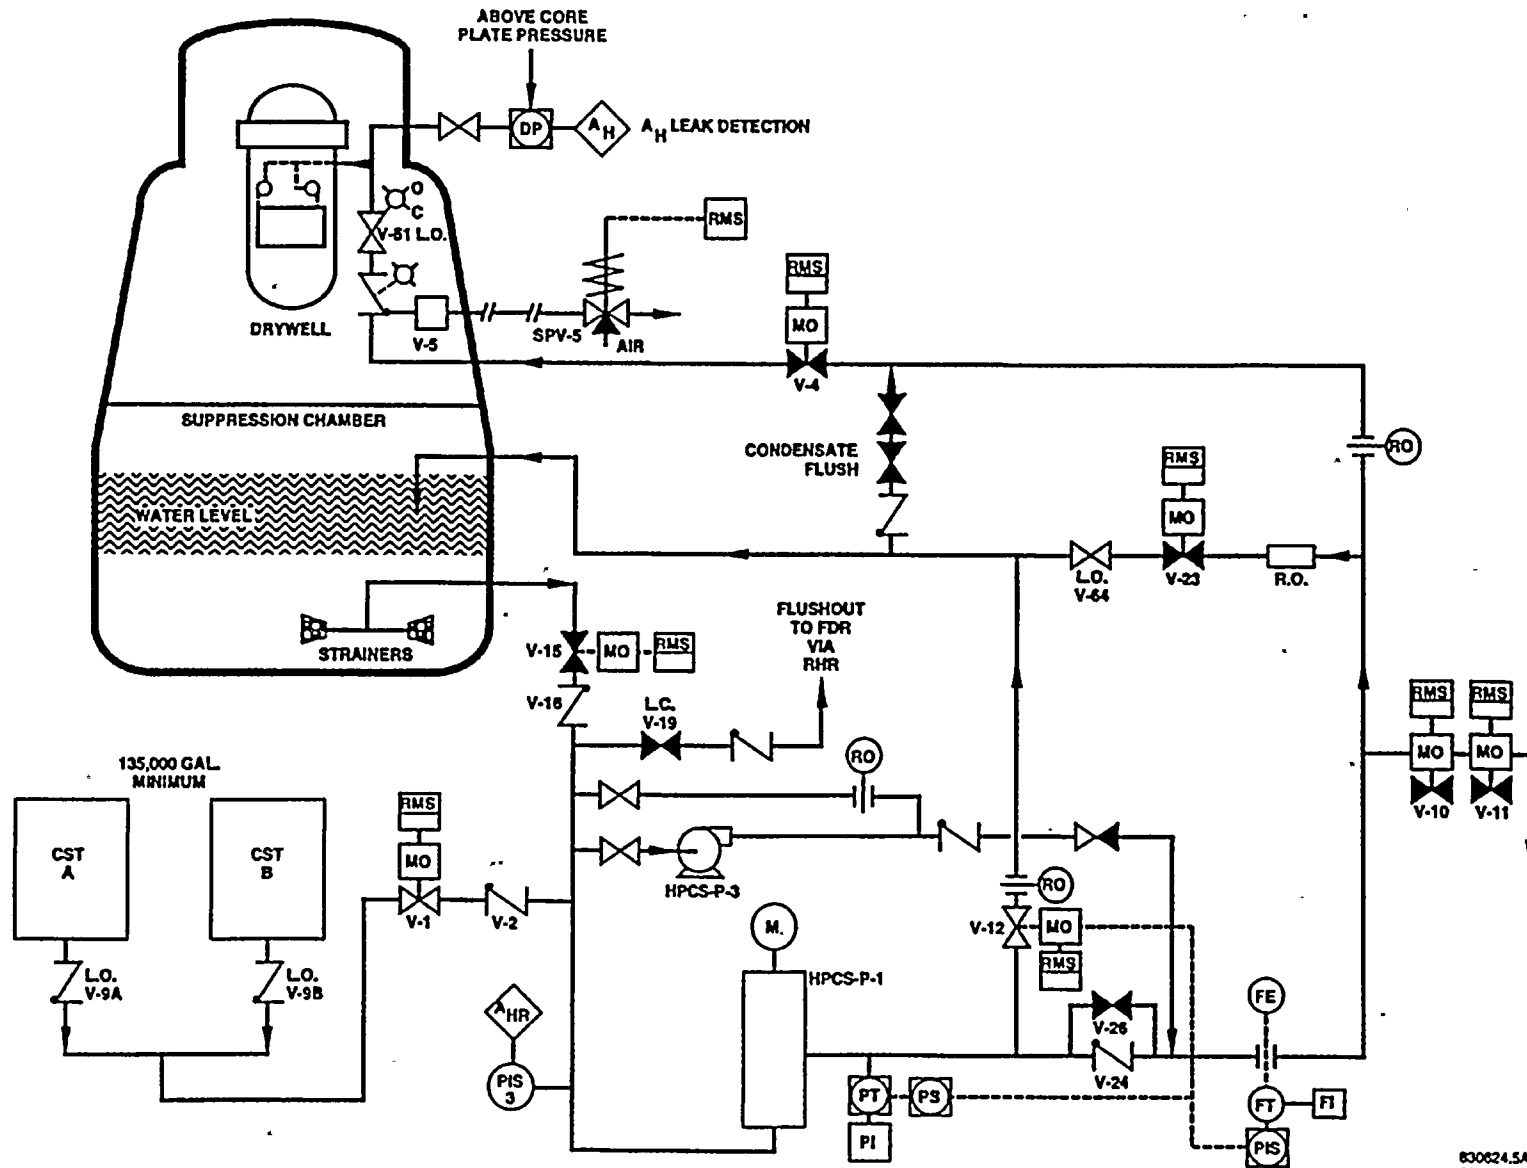 ABOVE CORE
PLATE PRESSURE
DP
A H
A H LEAK DETECTION
O
C
V-61 L.O.
RMS
RMS
MO
DRYWELL
V-5
SPV-5
AIR
V-4
SUPPRESSION CHAMBER
CONDENSATE
FLUSH
RO
RMS
MO
WATER LEVEL
L.O.
V-64
V-23
R.O.
FLUSHOUT
TO FDR
VIA
RHR
STRAINERS
V-15
MO
RMS
V-16
L.C.
V-19
RMS
RMS
MO
MO
V-10
V-11
135,000 GAL.
MINIMUM
RO
RMS
MO
CST
A
CST
B
HPCS-P-3
RO
V-1
V-2
V-12
MO
RMS
M.
L.O.
V-9A
L.O.
V-9B
HPCS-P-1
A HR
FE
V-26
V-24
PIS
3
PT
PS
FT
FI
PI
PIS
830624.5A